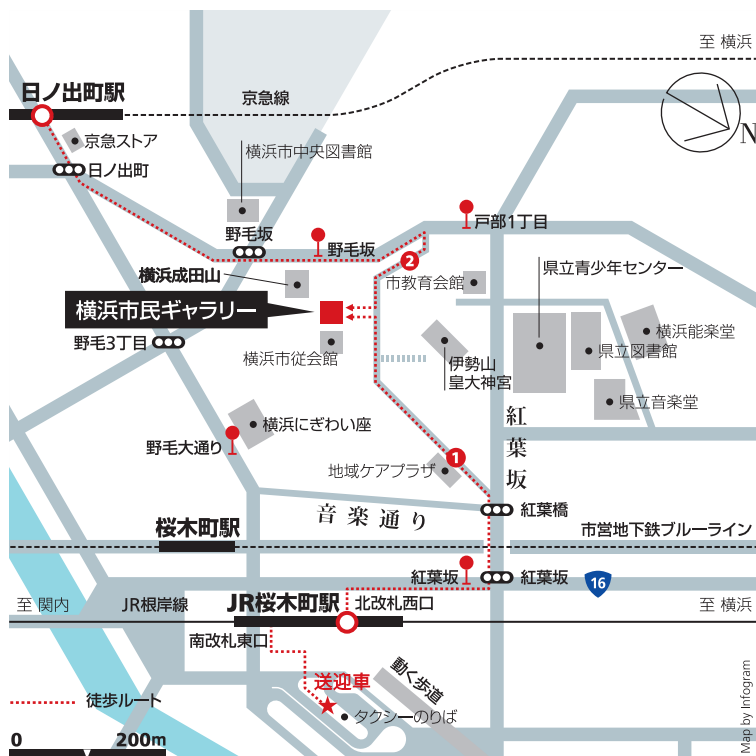 至 横浜
日ノ出町駅
京急線
N
京急ストア
横浜市中央図書館
日ノ出町
戸部1丁目
野毛坂
野毛坂
2
横浜成田山
市教育会館
県立青少年センター
横浜市民ギャラリー
横浜能楽堂
野毛3丁目
横浜市従会館
伊勢山
皇大神宮
県立図書館
県立音楽堂
紅葉坂
横浜にぎわい座
野毛大通り
1
地域ケアプラザ
音楽通り
紅葉橋
桜木町駅
市営地下鉄ブルーライン
紅葉坂
紅葉坂
16
至 関内
JR根岸線
JR桜木町駅
北改札西口
至 横浜
南改札東口
動く歩道
送迎車
徒歩ルート
タクシーのりば
0
200m
Map by Infogram